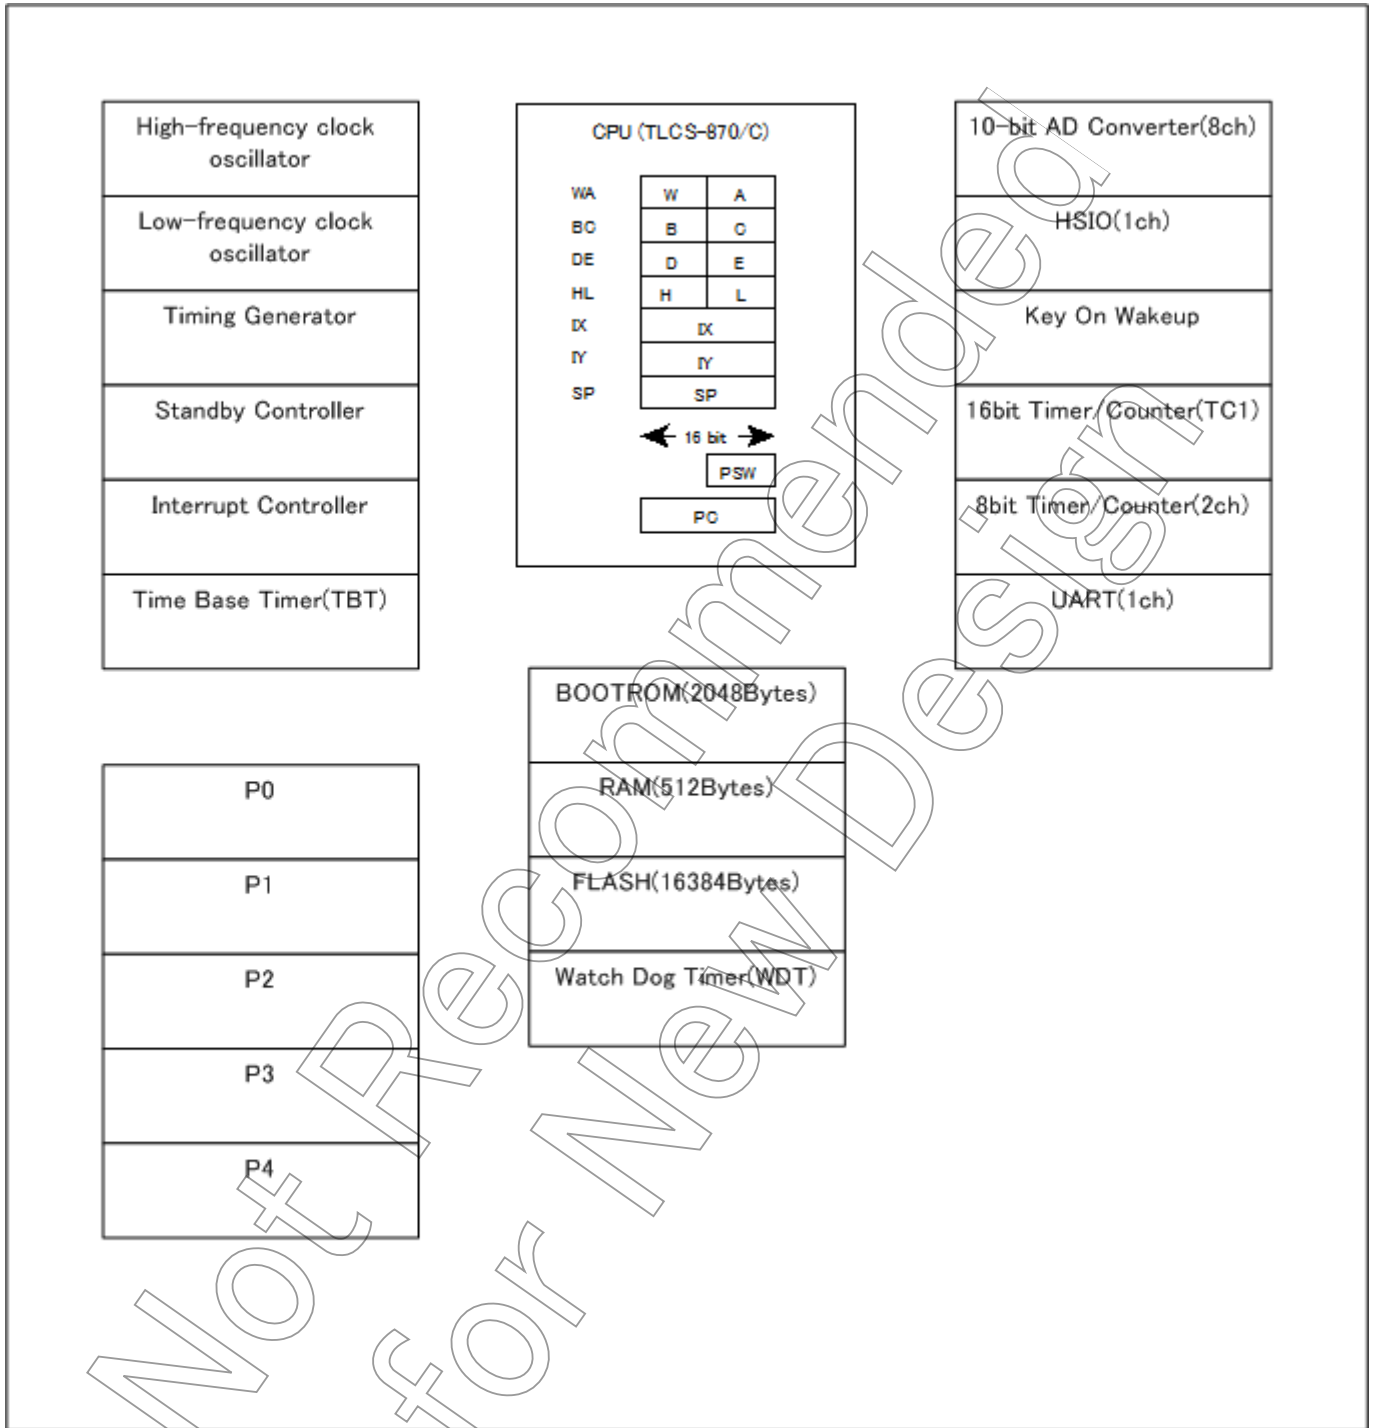 High-frequency clock
oscillator
Low-frequency clock
oscillator
Timing Generator
Standby Controller
Interrupt Controller
Time Base Timer(TBT)
CPU (TLCS-870/C)
WA W A
BC B C
DE D E
HL H L
IX IX
IY IY
SP SP
16 bit
PSW
PC
10-bit AD Converter(8ch)
HSIO(1ch)
Key On Wakeup
16bit Timer/Counter(TC1)
8bit Timer/Counter(2ch)
UART(1ch)
BOOTROM(2048Bytes)
RAM(512Bytes)
FLASH(16384Bytes)
Watch Dog Timer(WDT)
P0
P1
P2
P3
P4
Not Recommended
for New Design